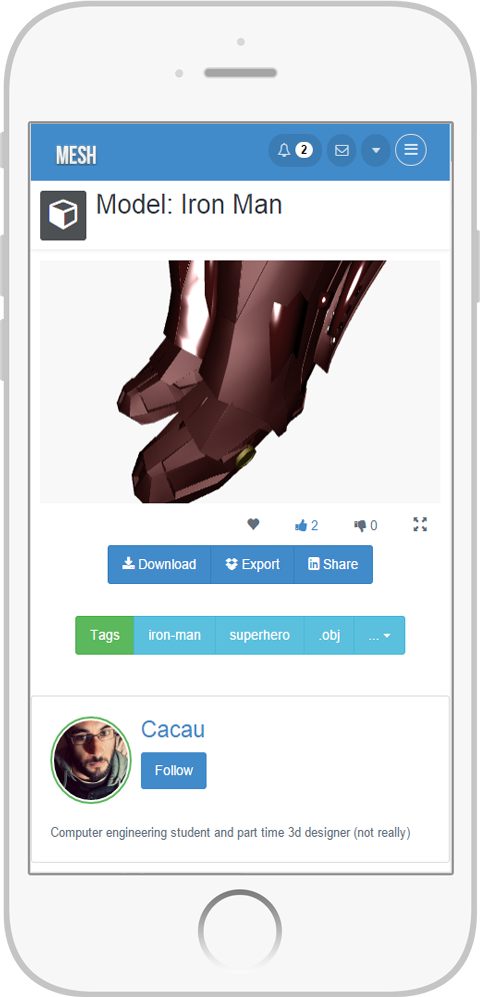 MESH 2
Model: Iron Man
2 0
Download Export Share
Tags iron-man superhero .obj ...
Cacau
Follow
Computer engineering student and part time 3d designer (not really)